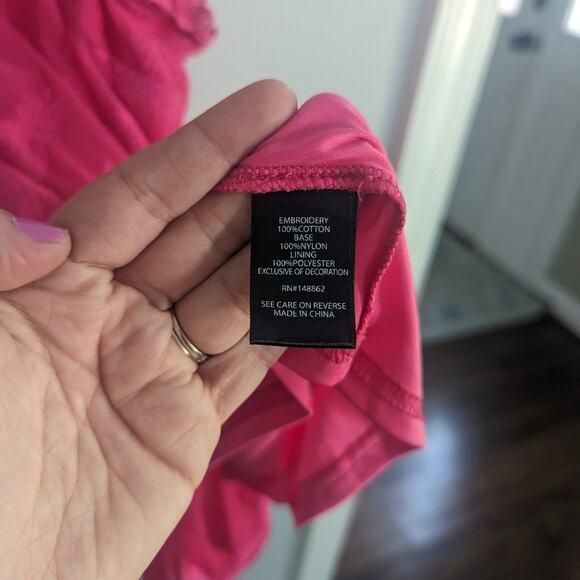 EMBROIDERY
100%COTTON
BASE
100%NYLON
LINING
100%POLYESTER
EXCLUSIVE OF DECORATION
RN#148862
SEE CARE ON REVERSE
MADE IN CHINA